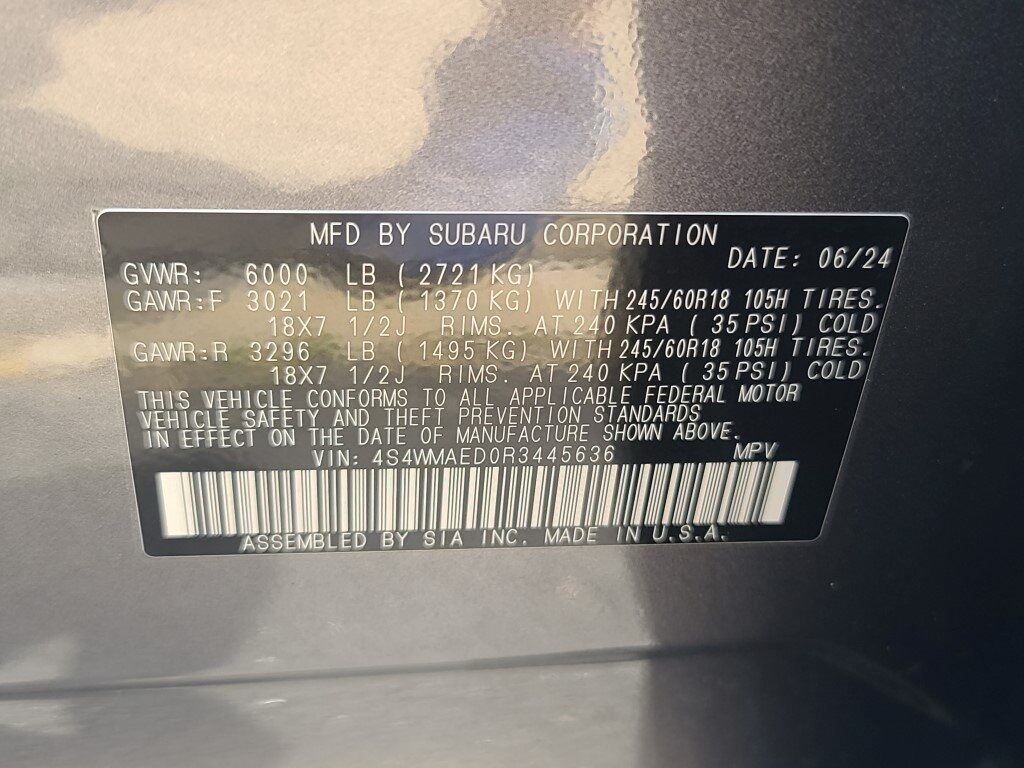 MFD BY SUBARU CORPORATION
DATE: 06/24
GVWR: 6000 LB ( 2721 KG)
GAWR:F 3021 LB ( 1370 KG) WITH 245/60R18 105H TIRES.
18X7 1/2J RIMS. AT 240 KPA ( 35 PSI) COLD
GAWR:R 3296 LB ( 1495 KG) WITH 245/60R18 105H TIRES.
18X7 1/2J RIMS. AT 240 KPA ( 35 PSI) COLD
THIS VEHICLE CONFORMS TO ALL APPLICABLE FEDERAL MOTOR
VEHICLE SAFETY AND THEFT PREVENTION STANDARDS
IN EFFECT ON THE DATE OF MANUFACTURE SHOWN ABOVE.
VIN: 4S4WMAED0R3445636 MPV
ASSEMBLED BY SIA INC. MADE IN U.S.A.